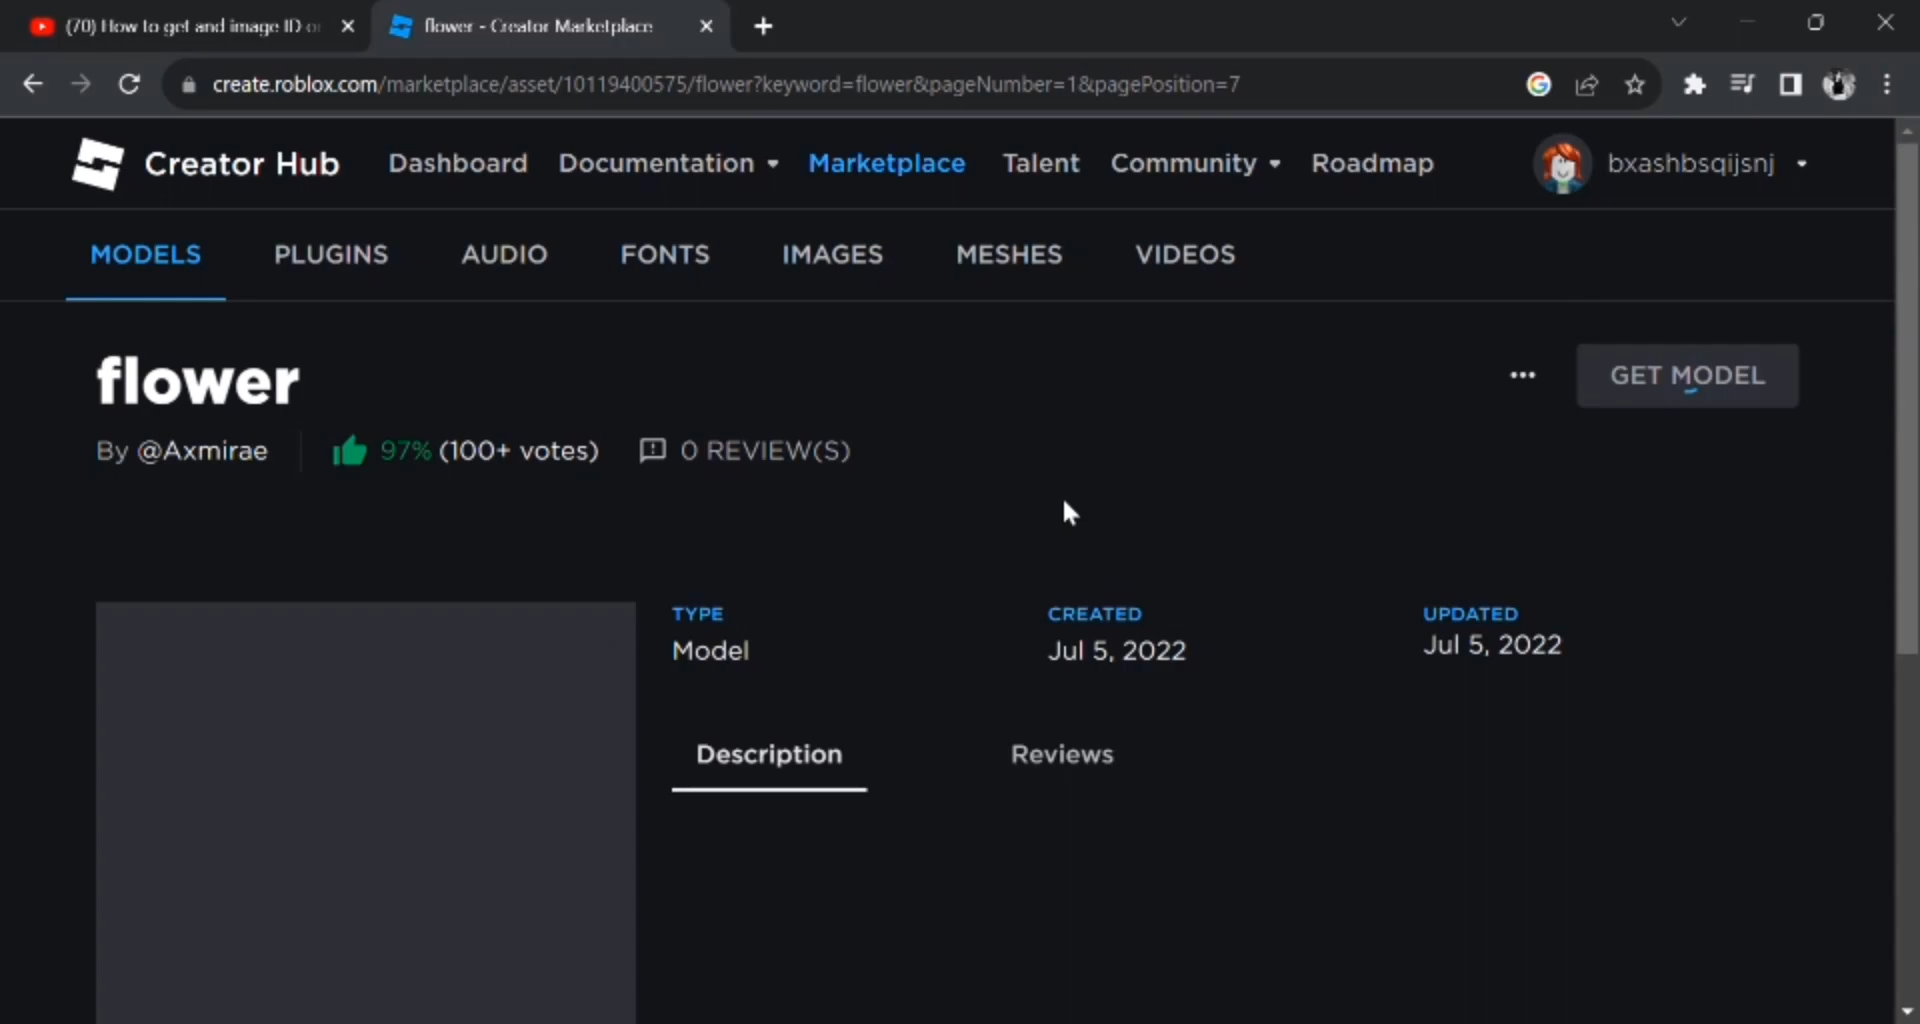 (70) How to get and image ID o
flower - Creator Marketplace
create.roblox.com/marketplace/asset/10119400575/flower?keyword=flower&pageNumber=1&pagePosition=7
Creator Hub Dashboard Documentation Marketplace Talent Community Roadmap bxashbsqijsnj
MODELS PLUGINS AUDIO FONTS IMAGES MESHES VIDEOS
flower
GET MODEL
By @Axmirae 97% (100+ votes) 0 REVIEW(S)
TYPE CREATED UPDATED
Model Jul 5, 2022 Jul 5, 2022
Description Reviews